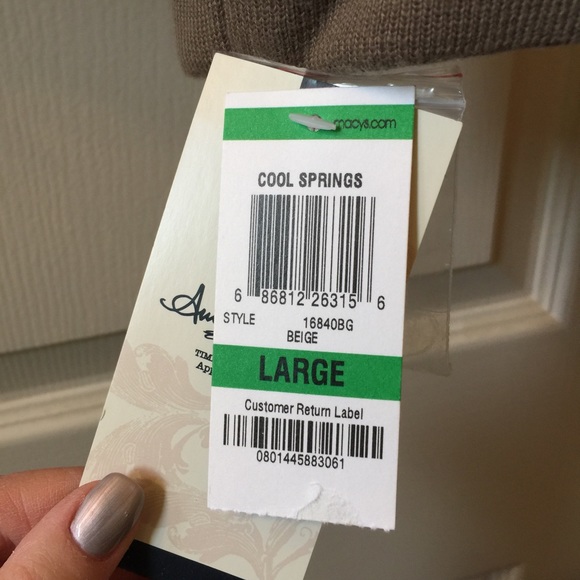 macys.com
COOL SPRINGS
6 86812 26315 6
STYLE 16840BG
BEIGE
LARGE
Customer Return Label
0801445883061